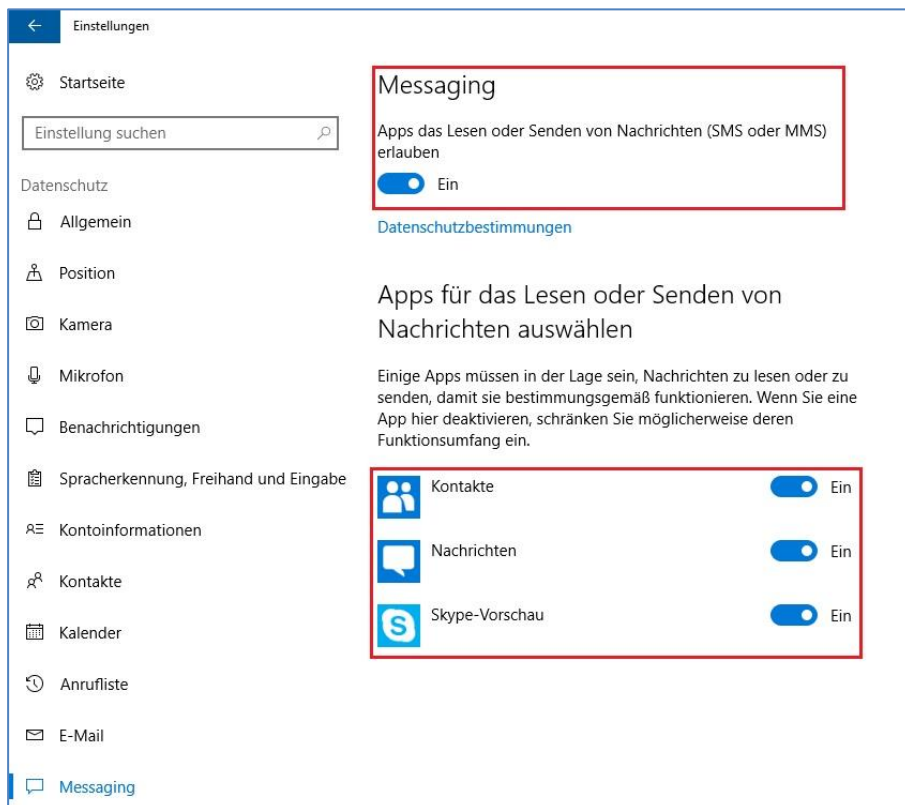 Einstellungen
Startseite
Einstellung suchen
Datenschutz
Allgemein
Position
Kamera
Mikrofon
Benachrichtigungen
Spracherkennung, Freihand und Eingabe
Kontoinformationen
Kontakte
Kalender
Anrufliste
E-Mail
Messaging
Messaging
Apps das Lesen oder Senden von Nachrichten (SMS oder MMS)
erlauben
Ein
Datenschutzbestimmungen
Apps für das Lesen oder Senden von
Nachrichten auswählen
Einige Apps müssen in der Lage sein, Nachrichten zu lesen oder zu
senden, damit sie bestimmungsgemäß funktionieren. Wenn Sie eine
App hier deaktivieren, schränken Sie möglicherweise deren
Funktionsumfang ein.
Kontakte Ein
Nachrichten Ein
Skype-Vorschau Ein